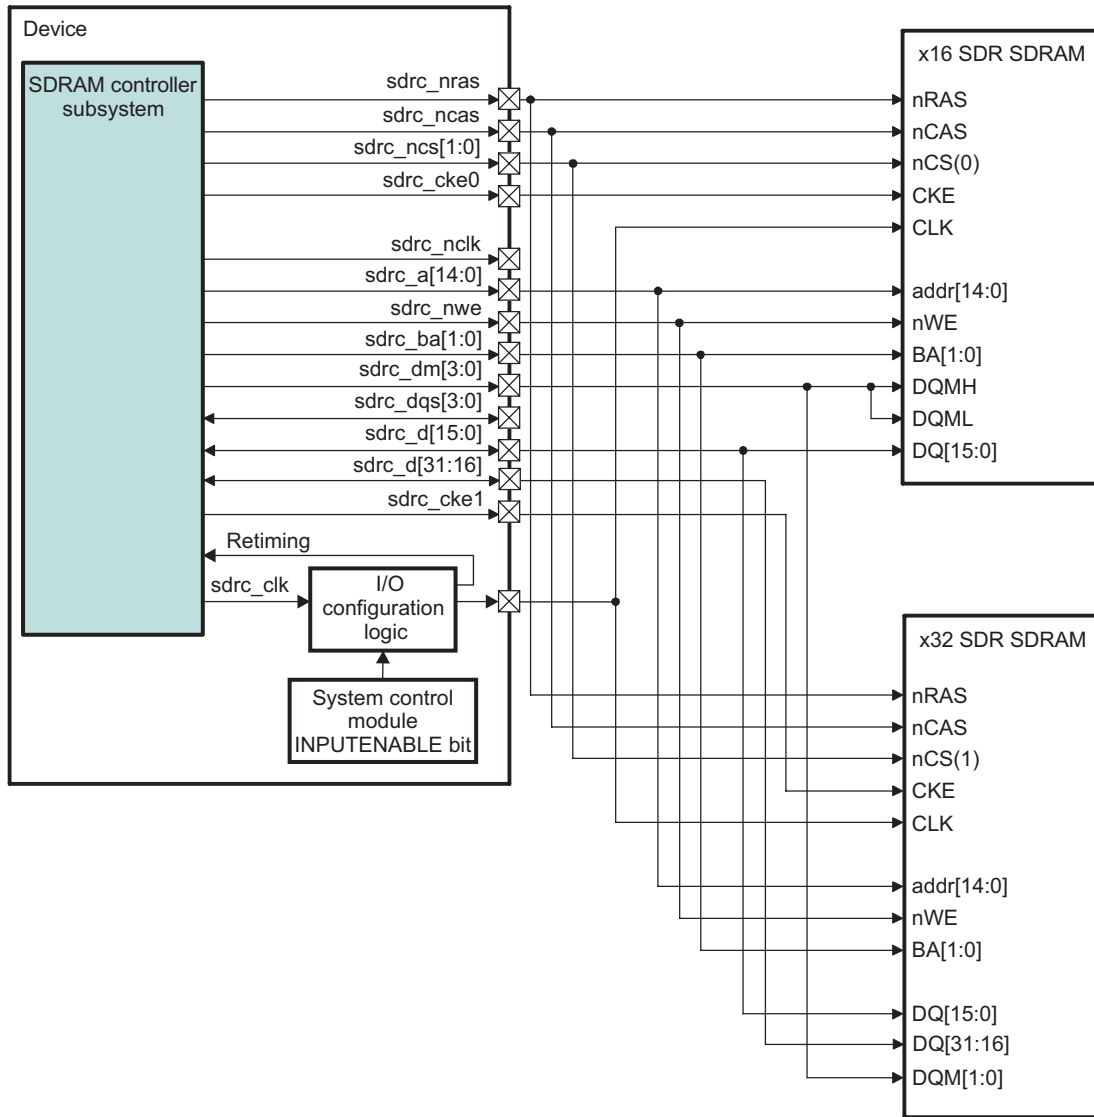 Device
SDRAM controller
subsystem
sdrc_nras
sdrc_ncas
sdrc_ncs[1:0]
sdrc_cke0
sdrc_nclk
sdrc_a[14:0]
sdrc_nwe
sdrc_ba[1:0]
sdrc_dm[3:0]
sdrc_dqs[3:0]
sdrc_d[15:0]
sdrc_d[31:16]
sdrc_cke1
Retiming
sdrc_clk
I/O
configuration
logic
System control
module
INPUTENABLE bit
x16 SDR SDRAM
nRAS
nCAS
nCS(0)
CKE
CLK
addr[14:0]
nWE
BA[1:0]
DQMH
DQML
DQ[15:0]
x32 SDR SDRAM
nRAS
nCAS
nCS(1)
CKE
CLK
addr[14:0]
nWE
BA[1:0]
DQ[15:0]
DQ[31:16]
DQM[1:0]